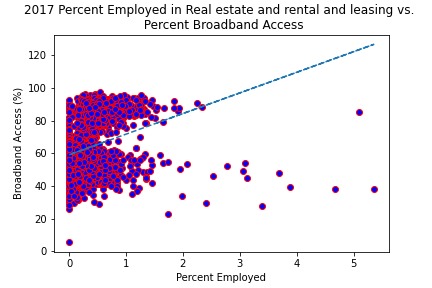 2017 Percent Employed in Real estate and rental and leasing vs.
Percent Broadband Access
120
100
80
60
40
20
0
Broadband Access (%)
0 1 2 3 4 5
Percent Employed